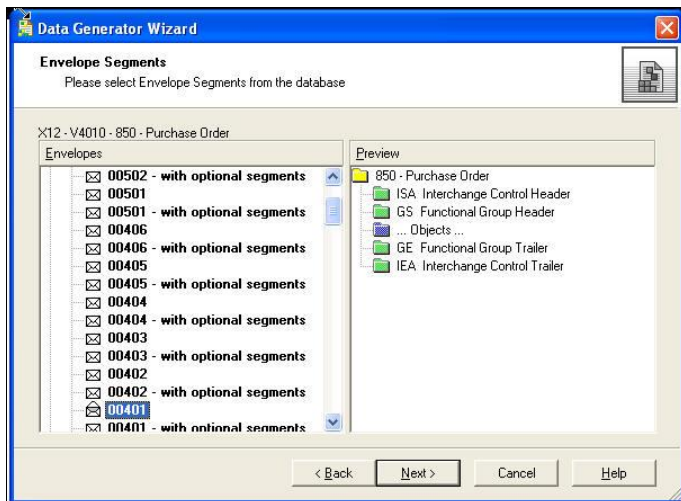 Data Generator Wizard
Envelope Segments
Please select Envelope Segments from the database
X12 - V4010 - 850 - Purchase Order
Envelopes
00502 - with optional segments
00501
00501 - with optional segments
00406
00406 - with optional segments
00405
00405 - with optional segments
00404
00404 - with optional segments
00403
00403 - with optional segments
00402
00402 - with optional segments
00401
00401 - with optional segments
Preview
850 - Purchase Order
ISA Interchange Control Header
GS Functional Group Header
... Objects ...
GE Functional Group Trailer
IEA Interchange Control Trailer
< Back
Next >
Cancel
Help